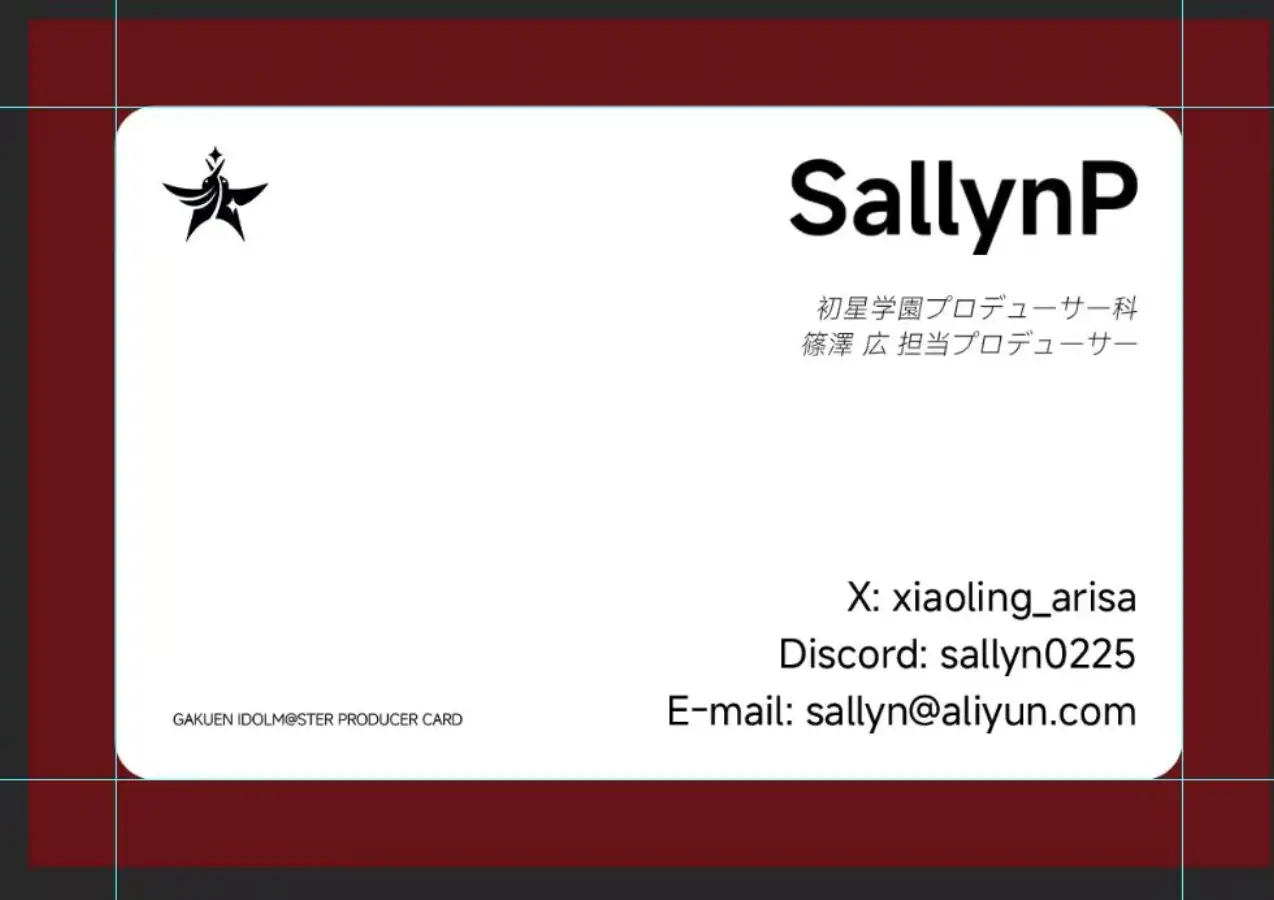 SallynP
初星学園プロデューサー科
篠澤 広 担当プロデューサー
X: xiaoling_arisa
Discord: sallyn0225
E-mail: sallyn@aliyun.com
GAKUEN IDOLM@STER PRODUCER CARD